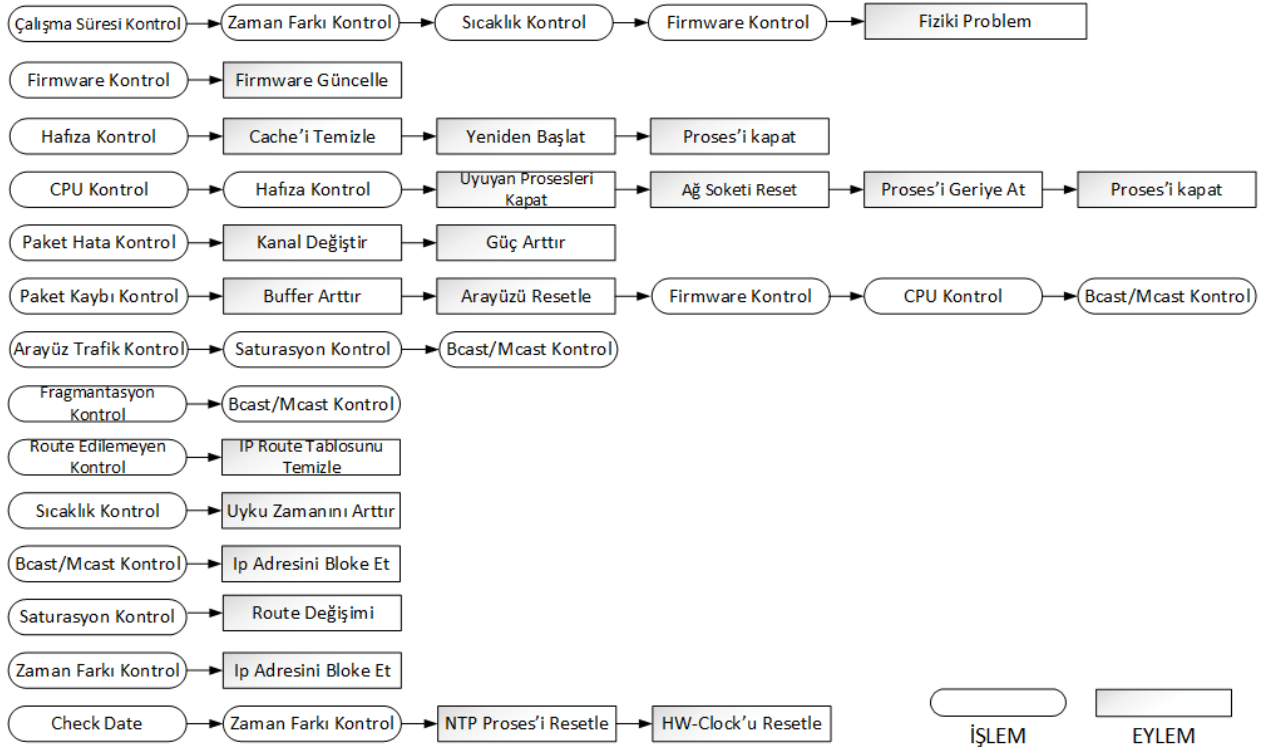 Çalışma Süresi Kontrol
Zaman Farkı Kontrol
Sıcaklık Kontrol
Firmware Kontrol
Fiziki Problem
Firmware Kontrol
Firmware Güncelle
Hafıza Kontrol
Cache’i Temizle
Yeniden Başlat
Proses’i kapat
CPU Kontrol
Hafıza Kontrol
Uyuyan Prosesleri
Kapat
Ağ Soketi Reset
Proses’i Geriye At
Proses’i kapat
Paket Hata Kontrol
Kanal Değiştir
Güç Arttır
Paket Kaybı Kontrol
Buffer Arttır
Arayüzü Resetle
Firmware Kontrol
CPU Kontrol
Bcast/Mcast Kontrol
Arayüz Trafik Kontrol
Saturasyon Kontrol
Bcast/Mcast Kontrol
Fragmantasyon
Kontrol
Bcast/Mcast Kontrol
Route Edilemeyen
Kontrol
IP Route Tablosunu
Temizle
Sıcaklık Kontrol
Uyku Zamanını Arttır
Bcast/Mcast Kontrol
Ip Adresini Bloke Et
Saturasyon Kontrol
Route Değişimi
Zaman Farkı Kontrol
Ip Adresini Bloke Et
Check Date
Zaman Farkı Kontrol
NTP Proses’i Resetle
HW-Clock’u Resetle
İŞLEM
EYLEM